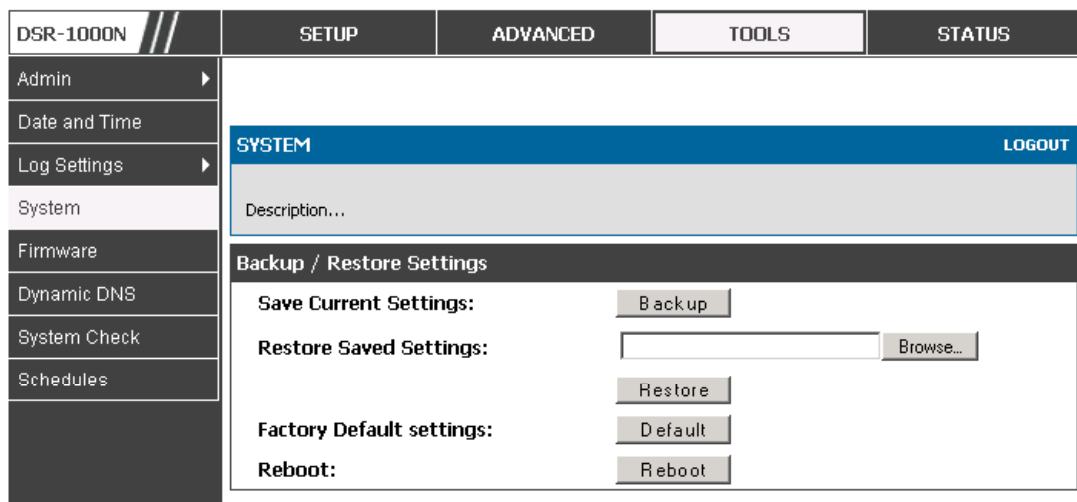 DSR-1000N SETUP ADVANCED TOOLS STATUS
Admin
Date and Time
Log Settings
System
Firmware
Dynamic DNS
System Check
Schedules
SYSTEM LOGOUT
Description...
Backup / Restore Settings
Save Current Settings: Backup
Restore Saved Settings: Browse...
Restore
Factory Default settings: Default
Reboot: Reboot